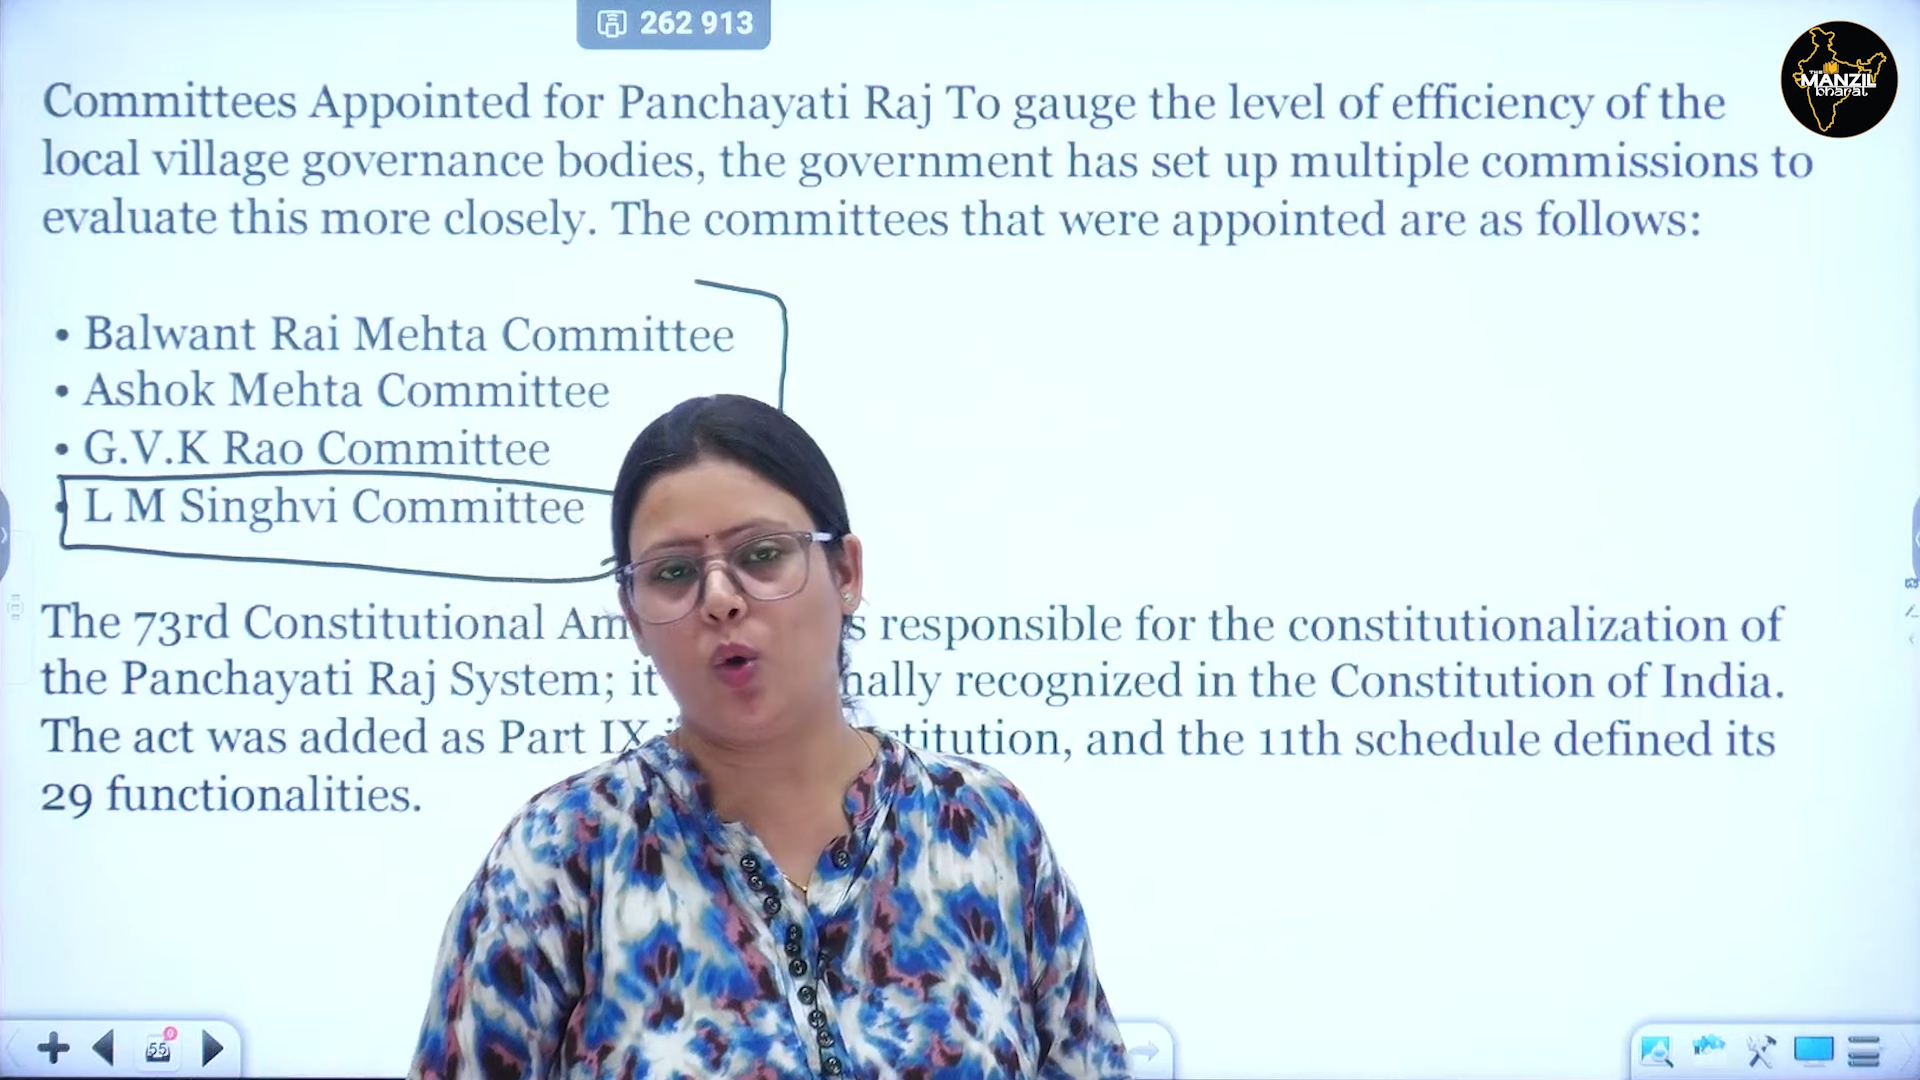 262 913
THE
MANZIL
bharat
Committees Appointed for Panchayati Raj To gauge the level of efficiency of the
local village governance bodies, the government has set up multiple commissions to
evaluate this more closely. The committees that were appointed are as follows:
• Balwant Rai Mehta Committee
• Ashok Mehta Committee
• G.V.K Rao Committee
• L M Singhvi Committee
The 73rd Constitutional Am s responsible for the constitutionalization of
the Panchayati Raj System; it nally recognized in the Constitution of India.
The act was added as Part IX stitution, and the 11th schedule defined its
29 functionalities.
55
0